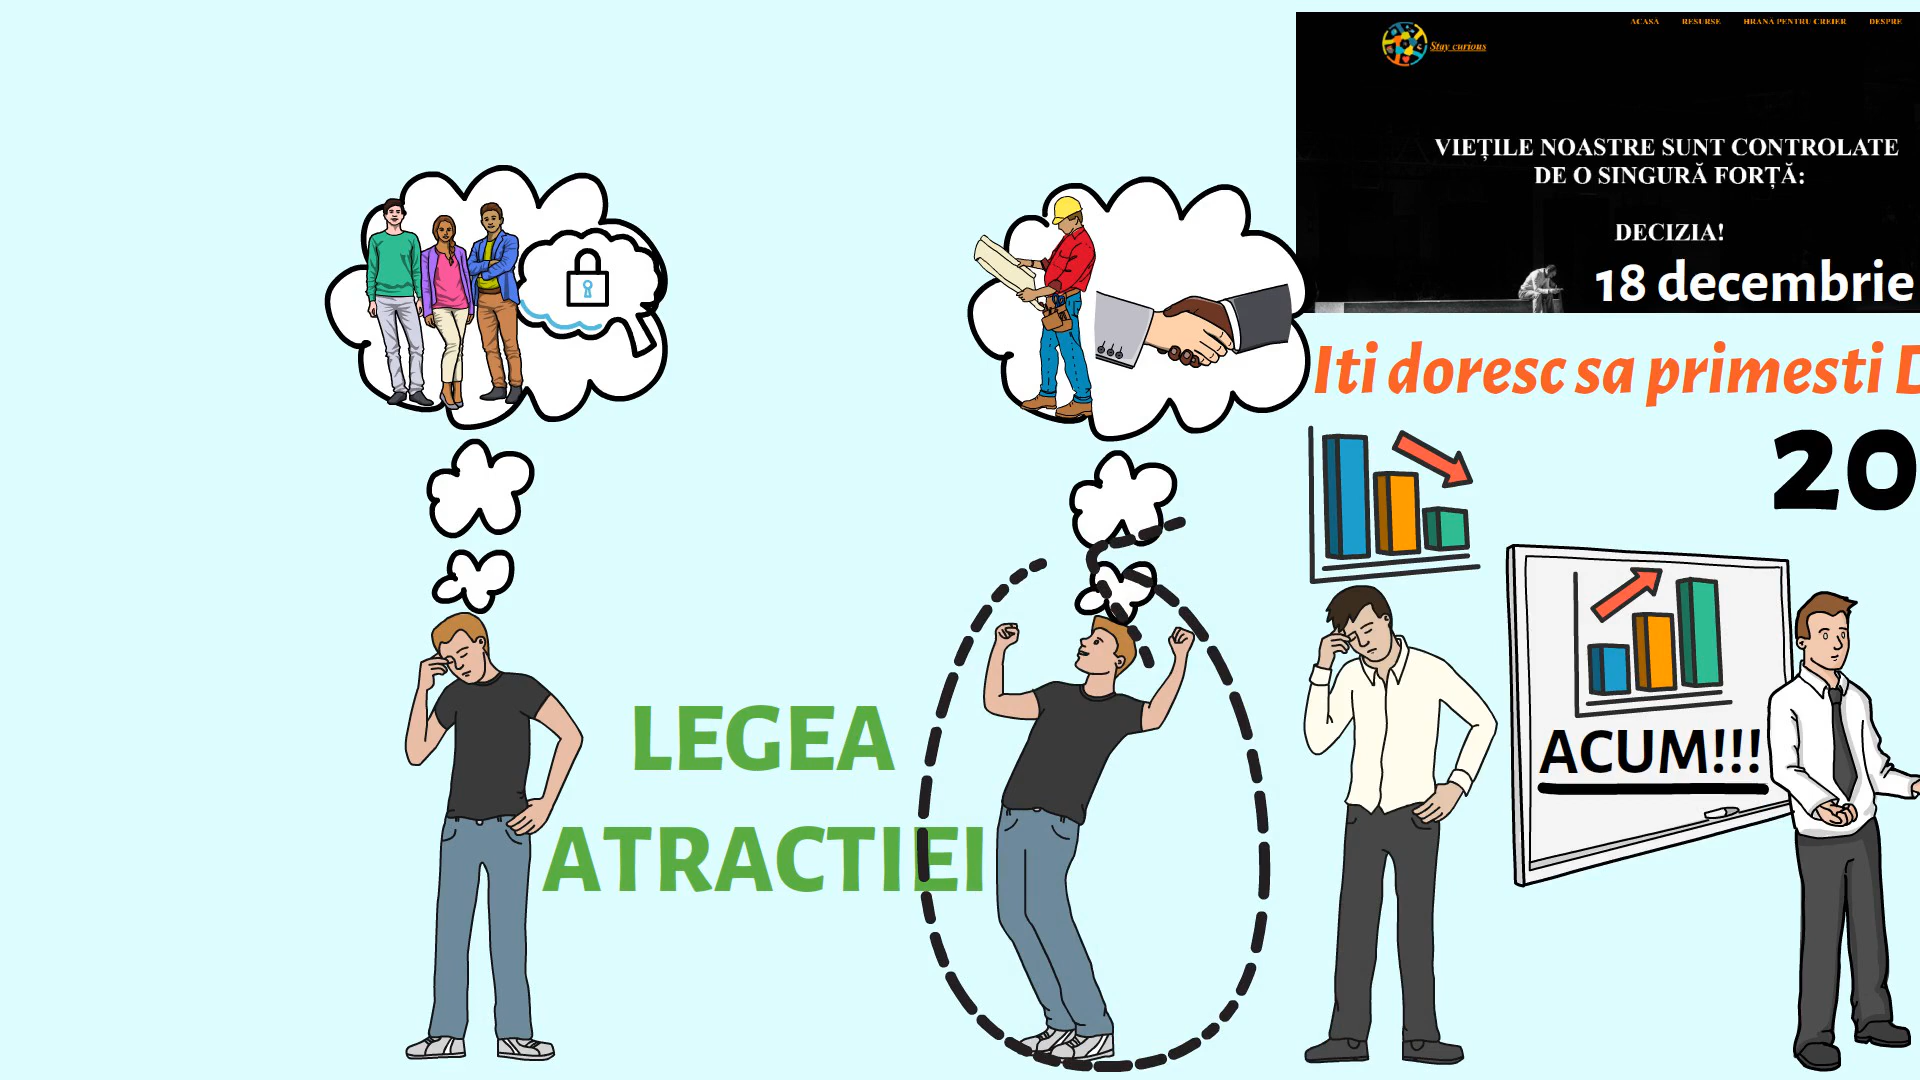 ACASĂ RESURSE HRANĂ PENTRU CREIER DESPRE
Stay curious
VIEȚILE NOASTRE SUNT CONTROLATE
DE O SINGURĂ FORȚĂ:
DECIZIA!
18 decembrie
Iti doresc sa primesti D
20
LEGEA
ATRACTIEI
ACUM!!!